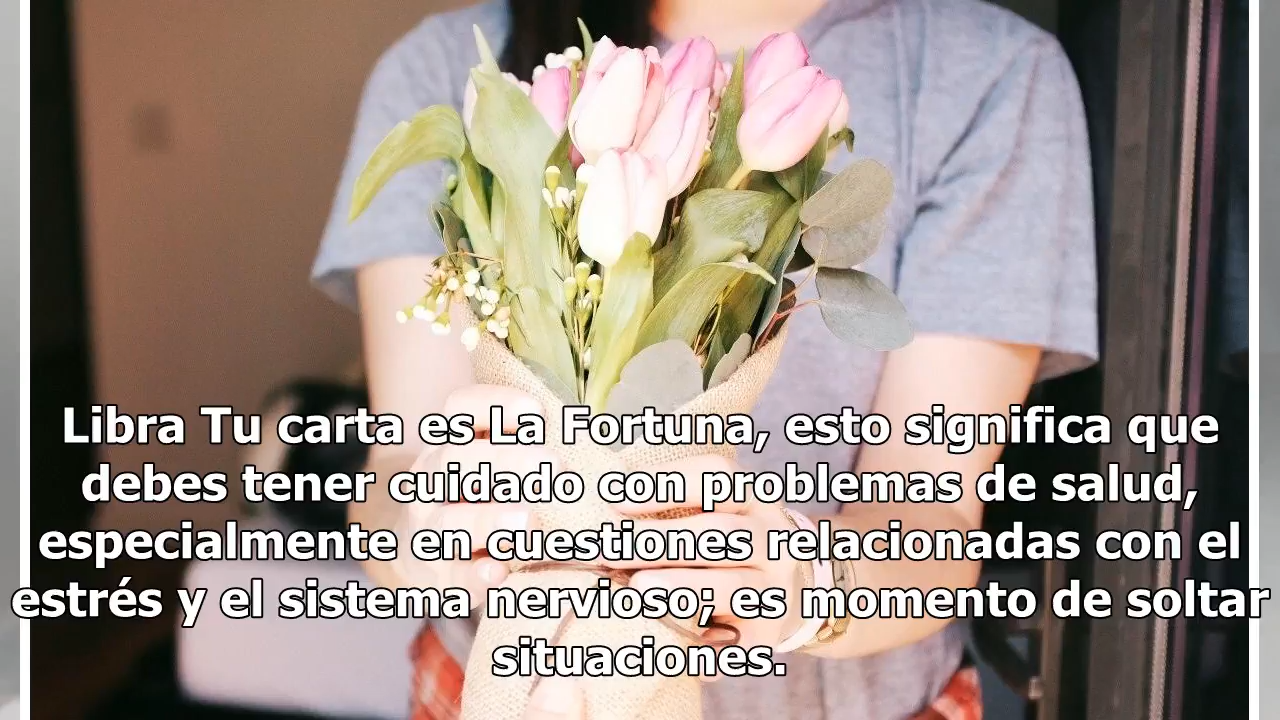 Libra Tu carta es La Fortuna, esto significa que
debes tener cuidado con problemas de salud,
especialmente en cuestiones relacionadas con el
estrés y el sistema nervioso; es momento de soltar
situaciones.